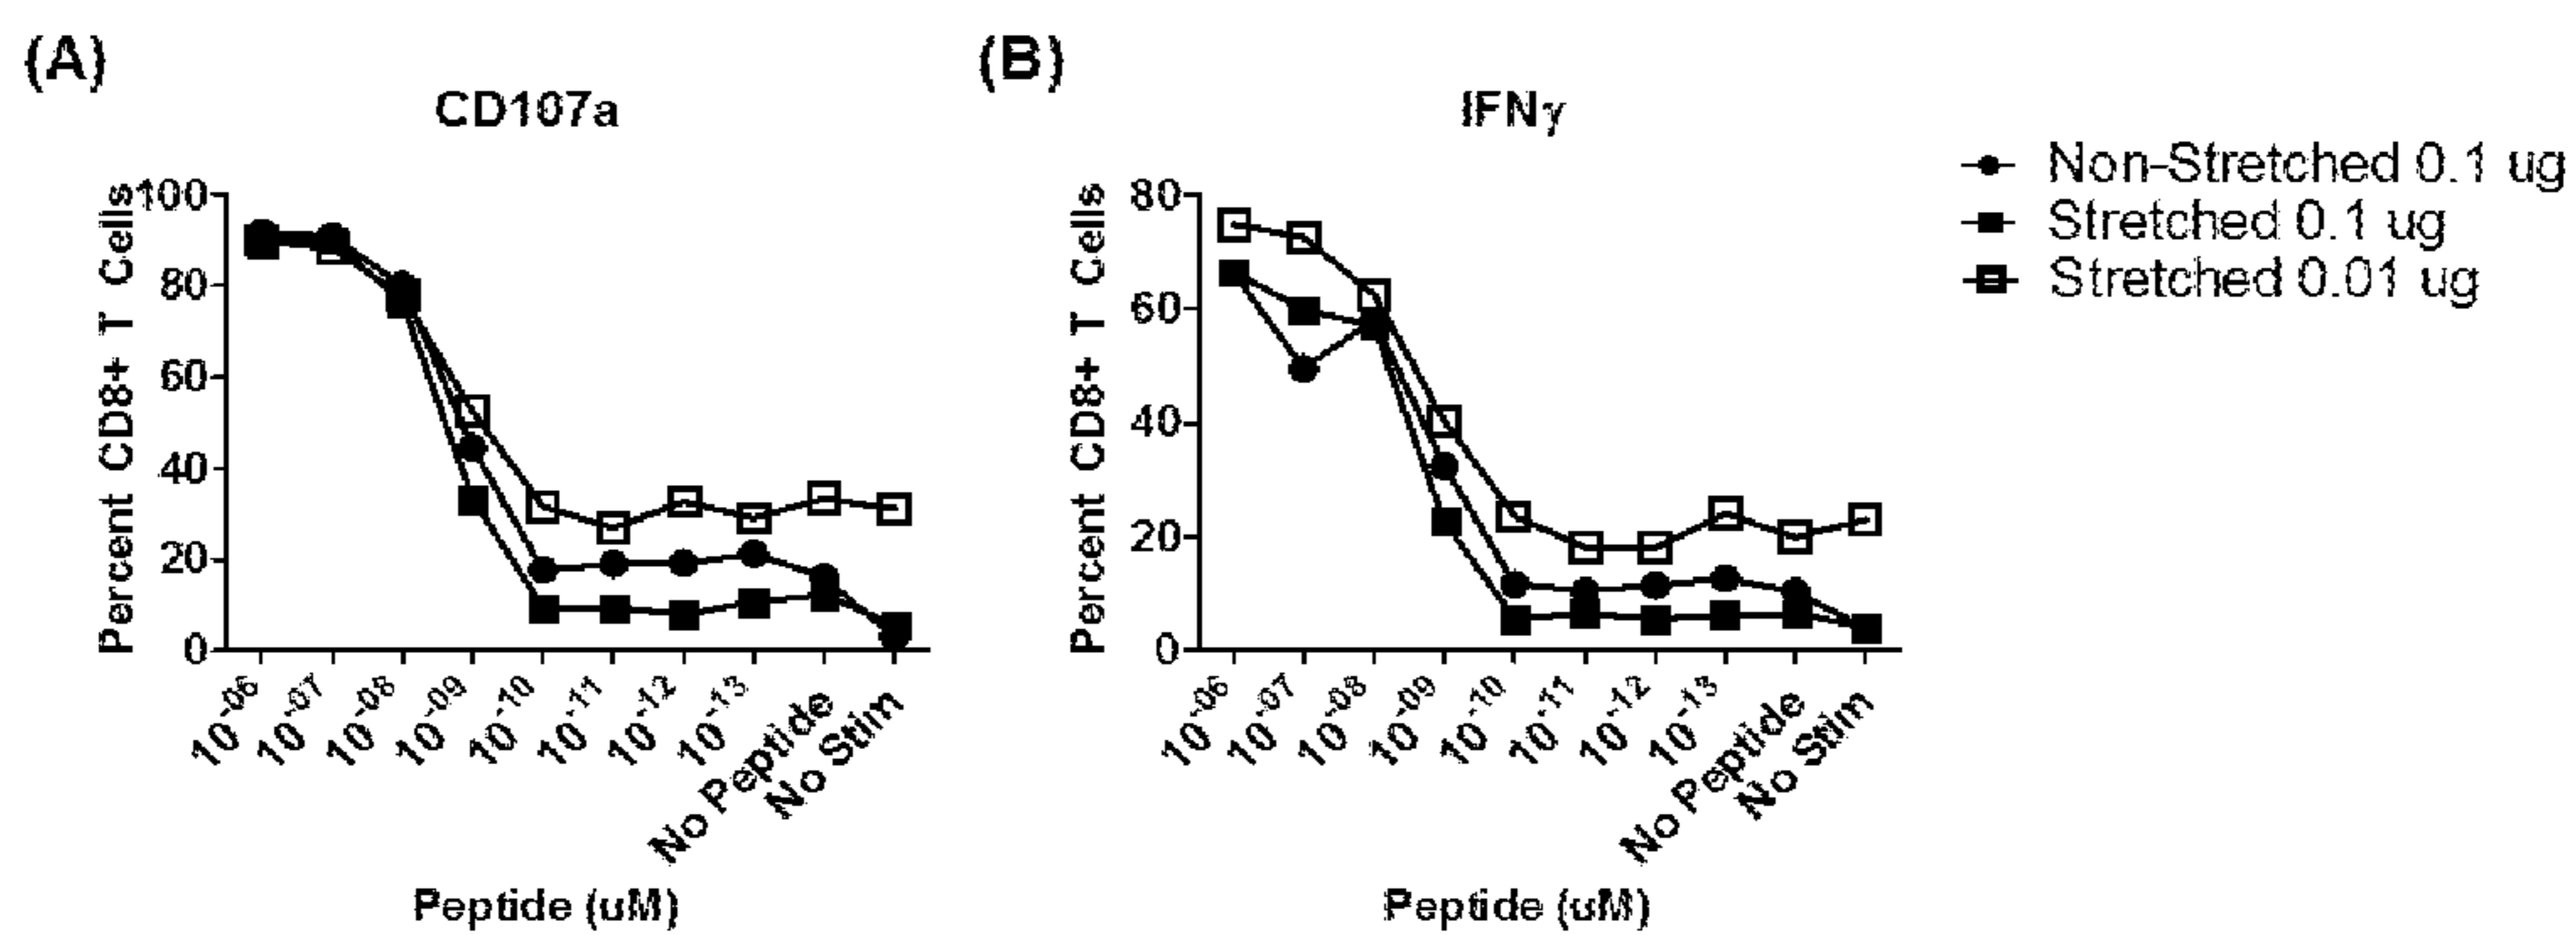 (A)
CD107a
Percent CD8+ T Cells
100
80
60
40
20
0
10^-06
10^-07
10^-08
10^-09
10^-10
10^-11
10^-12
10^-13
No Peptide
No Stim
Peptide (uM)
(B)
IFNγ
Percent CD8+ T Cells
80
60
40
20
0
10^-06
10^-07
10^-08
10^-09
10^-10
10^-11
10^-12
10^-13
No Peptide
No Stim
Peptide (uM)
Non-Stretched 0.1 ug
Stretched 0.1 ug
Stretched 0.01 ug